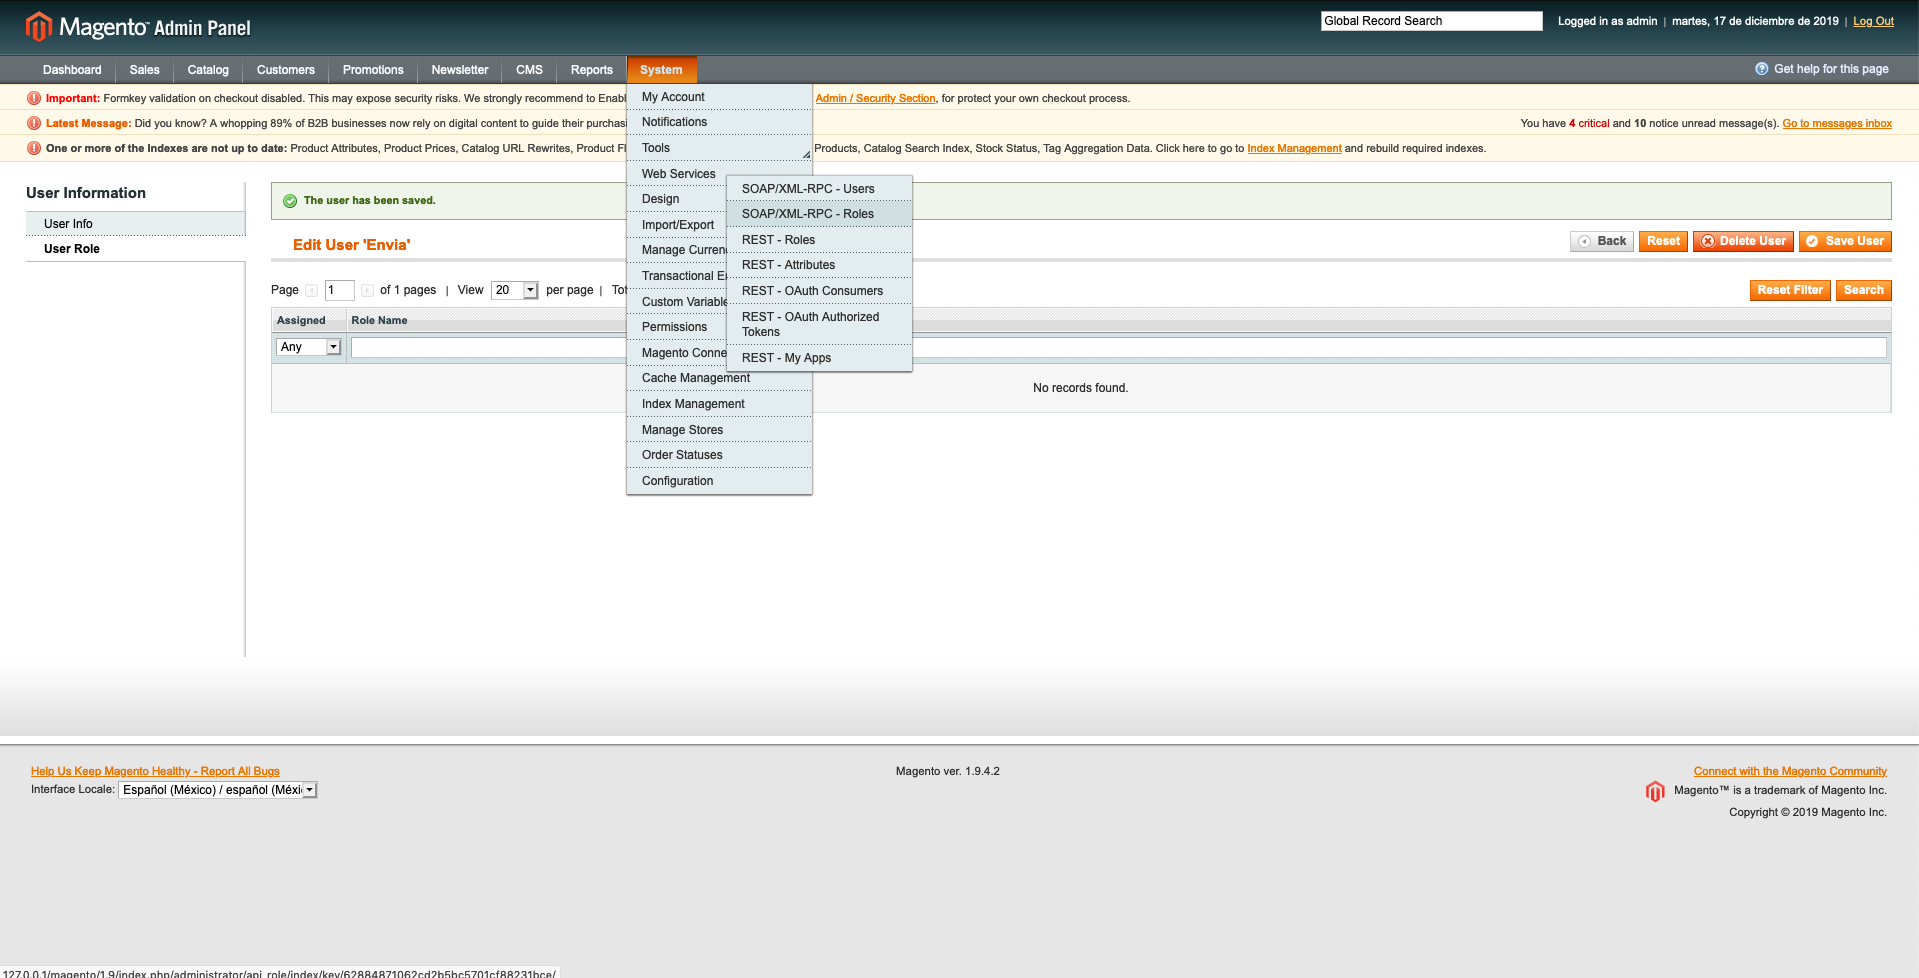 Magento Admin Panel
Global Record Search
Logged in as admin | martes, 17 de diciembre de 2019 | Log Out
Dashboard Sales Catalog Customers Promotions Newsletter CMS Reports System
Get help for this page
Important: Formkey validation on checkout disabled. This may expose security risks. We strongly recommend to Enabl Admin / Security Section, for protect your own checkout process.
Latest Message: Did you know? A whopping 89% of B2B businesses now rely on digital content to guide their purchas
You have 4 critical and 10 notice unread message(s). Go to messages inbox
One or more of the Indexes are not up to date: Product Attributes, Product Prices, Catalog URL Rewrites, Product Fl Products, Catalog Search Index, Stock Status, Tag Aggregation Data. Click here to go to Index Management and rebuild required indexes.
My Account
Notifications
Tools
Web Services
Design
Import/Export
Manage Curren
Transactional E
Custom Variable
Permissions
Magento Conne
Cache Management
Index Management
Manage Stores
Order Statuses
Configuration
SOAP/XML-RPC - Users
SOAP/XML-RPC - Roles
REST - Roles
REST - Attributes
REST - OAuth Consumers
REST - OAuth Authorized
Tokens
REST - My Apps
User Information
User Info
User Role
The user has been saved.
Edit User 'Envia'
Back Reset Delete User Save User
Page 1 of 1 pages | View 20 per page | Tot
Reset Filter Search
Assigned Role Name
Any
No records found.
Help Us Keep Magento Healthy - Report All Bugs
Interface Locale: Español (México) / español (Méxi
Magento ver. 1.9.4.2
Connect with the Magento Community
Magento™ is a trademark of Magento Inc.
Copyright © 2019 Magento Inc.
127.0.0.1/magento/1.9/index.php/administrator/api_role/index/key/62884871062cd2b5bc5701cf88231bce/